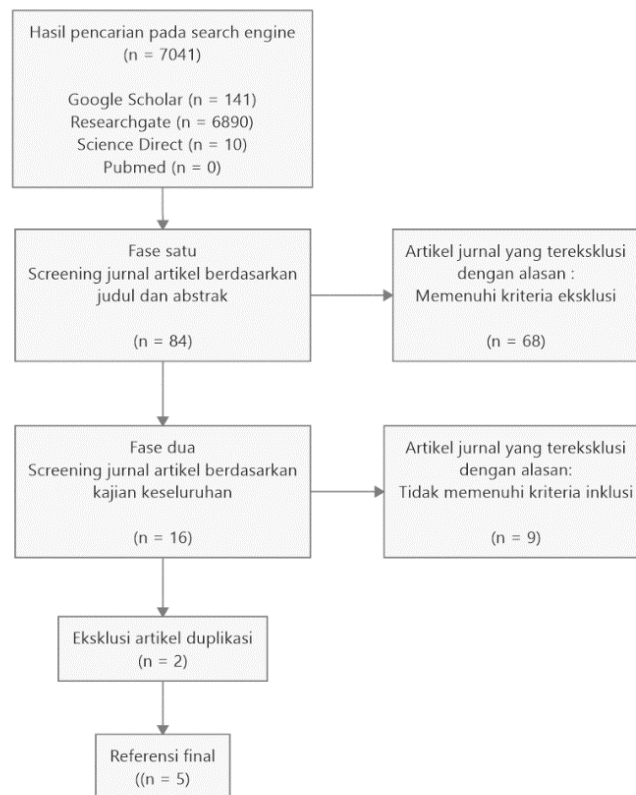 Hasil pencarian pada search engine
(n = 7041)
Google Scholar (n = 141)
Researchgate (n = 6890)
Science Direct (n = 10)
Pubmed (n = 0)
Fase satu
Screening jurnal artikel berdasarkan
judul dan abstrak
(n = 84)
Artikel jurnal yang tereksklusi
dengan alasan :
Memenuhi kriteria eksklusi
(n = 68)
Fase dua
Screening jurnal artikel berdasarkan
kajian keseluruhan
(n = 16)
Artikel jurnal yang tereksklusi
dengan alasan:
Tidak memenuhi kriteria inklusi
(n = 9)
Eksklusi artikel duplikasi
(n = 2)
Referensi final
((n = 5)